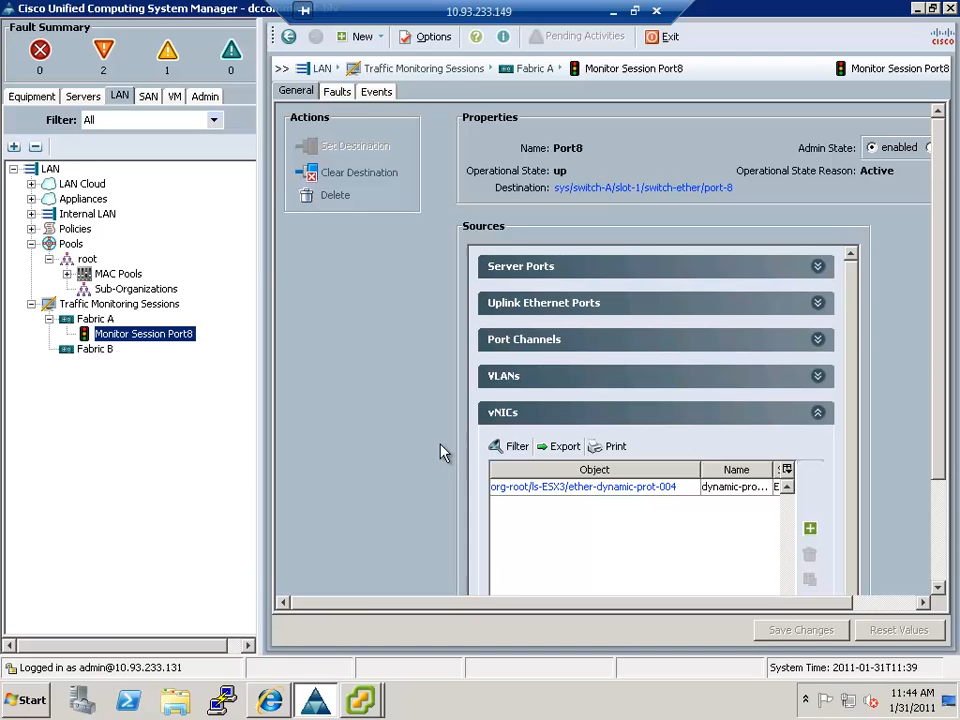 Cisco Unified Computing System Manager - dccom
10.93.233.149
Fault Summary
0 2 1 0
New Options Pending Activities Exit
cisco
>> LAN Traffic Monitoring Sessions Fabric A Monitor Session Port8 Monitor Session Port8
Equipment Servers LAN SAN VM Admin
General Faults Events
Filter: All
Actions
Set Destination
Clear Destination
Delete
Properties
Name: Port8 Admin State: enabled
Operational State: up Operational State Reason: Active
Destination: sys/switch-A/slot-1/switch-ether/port-8
LAN
LAN Cloud
Appliances
Internal LAN
Policies
Pools
root
MAC Pools
Sub-Organizations
Traffic Monitoring Sessions
Fabric A
Monitor Session Port8
Fabric B
Sources
Server Ports
Uplink Ethernet Ports
Port Channels
VLANs
vNICs
Filter Export Print
Object Name
org-root/ls-ESX3/ether-dynamic-prot-004 dynamic-pro... E
Save Changes Reset Values
Logged in as admin@10.93.233.131 System Time: 2011-01-31T11:39
Start
11:44 AM
1/31/2011